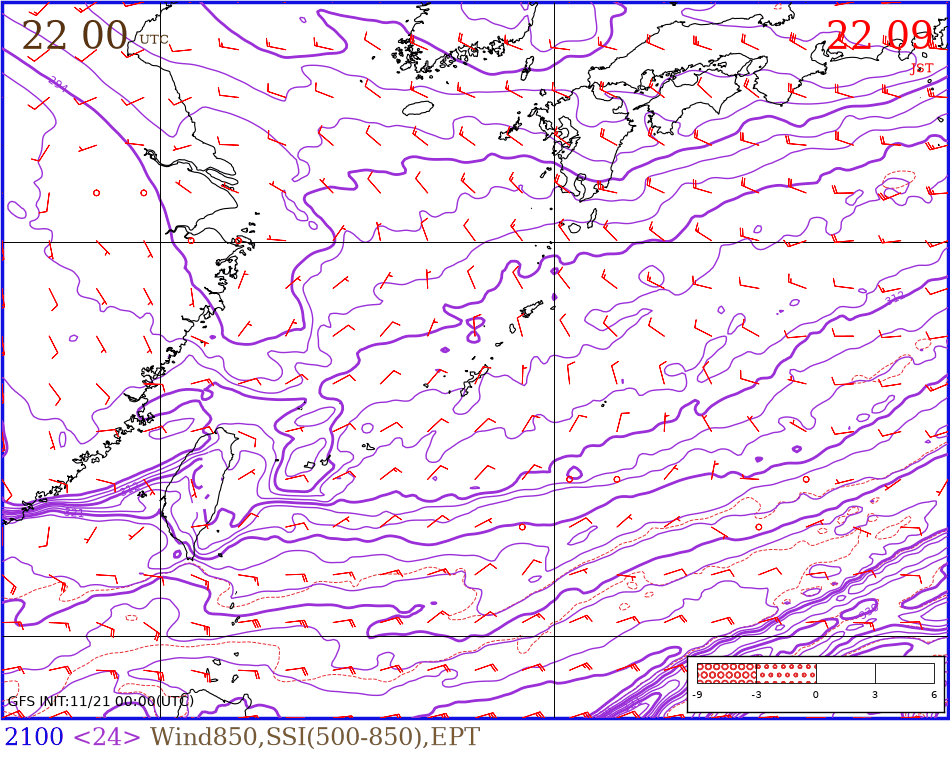 22 00 UTC
22 09 JST
312
GFS INIT:11/21 00:00(UTC)
-9 -3 0 3 6
2100 <24> Wind850,SSI(500-850),EPT